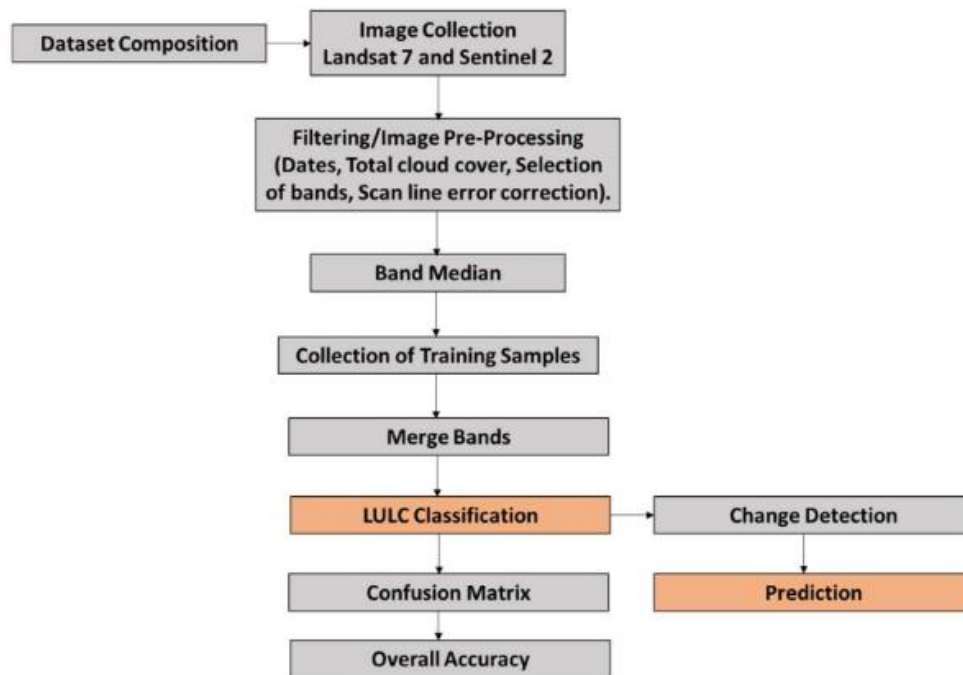 Dataset Composition
Image Collection
Landsat 7 and Sentinel 2
Filtering/Image Pre-Processing
(Dates, Total cloud cover, Selection
of bands, Scan line error correction).
Band Median
Collection of Training Samples
Merge Bands
LULC Classification
Change Detection
Confusion Matrix
Prediction
Overall Accuracy